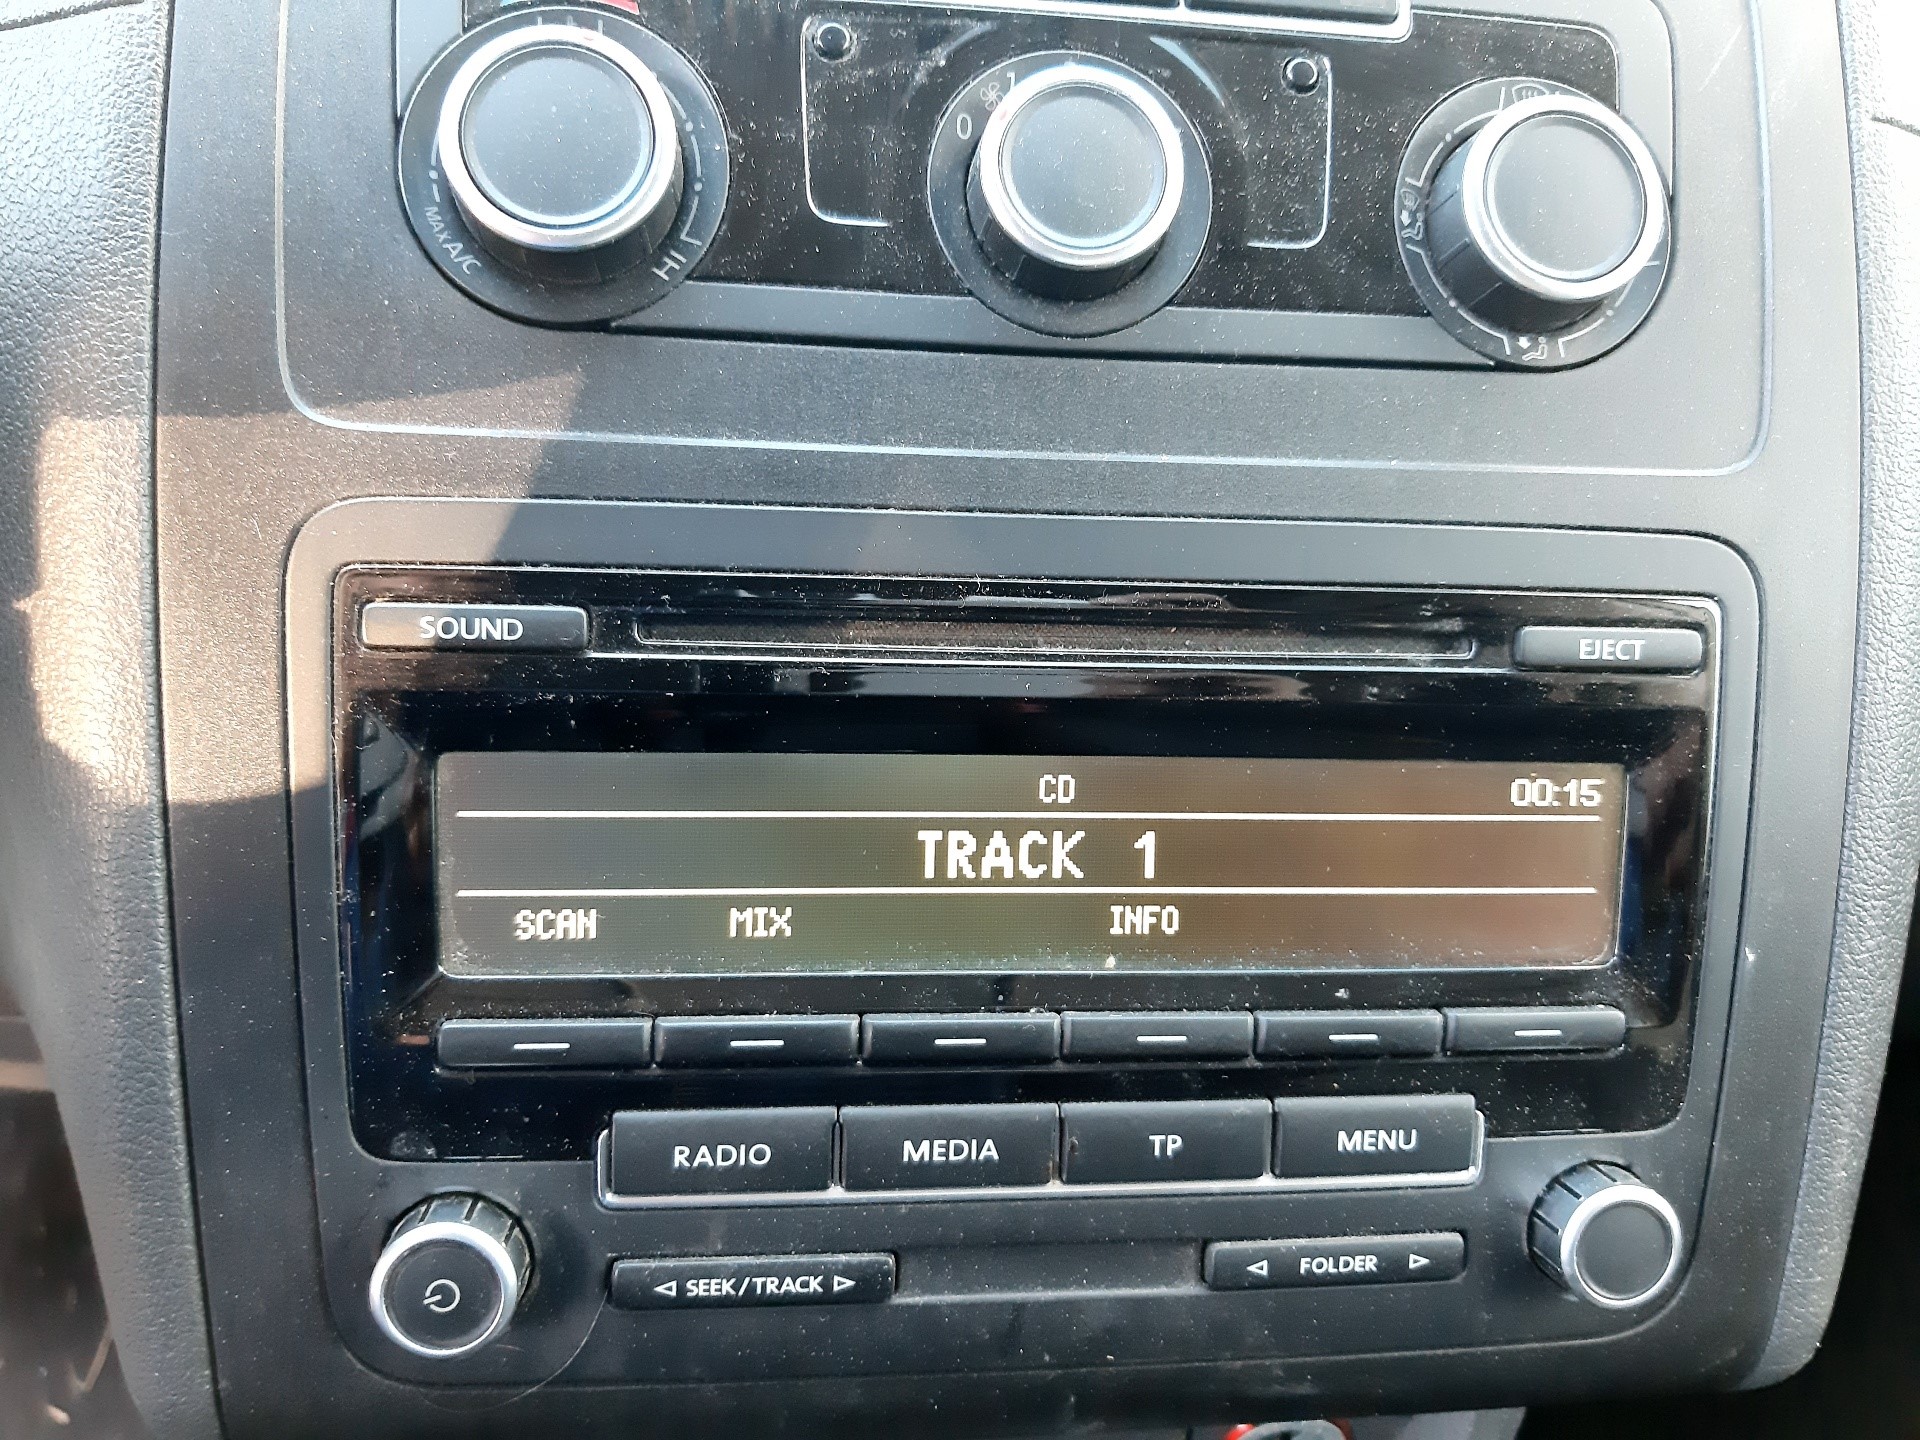 1
0
MAX A/C
HI
SOUND
EJECT
CD
00:15
TRACK 1
SCAN MIX INFO
RADIO MEDIA TP MENU
SEEK/TRACK
FOLDER